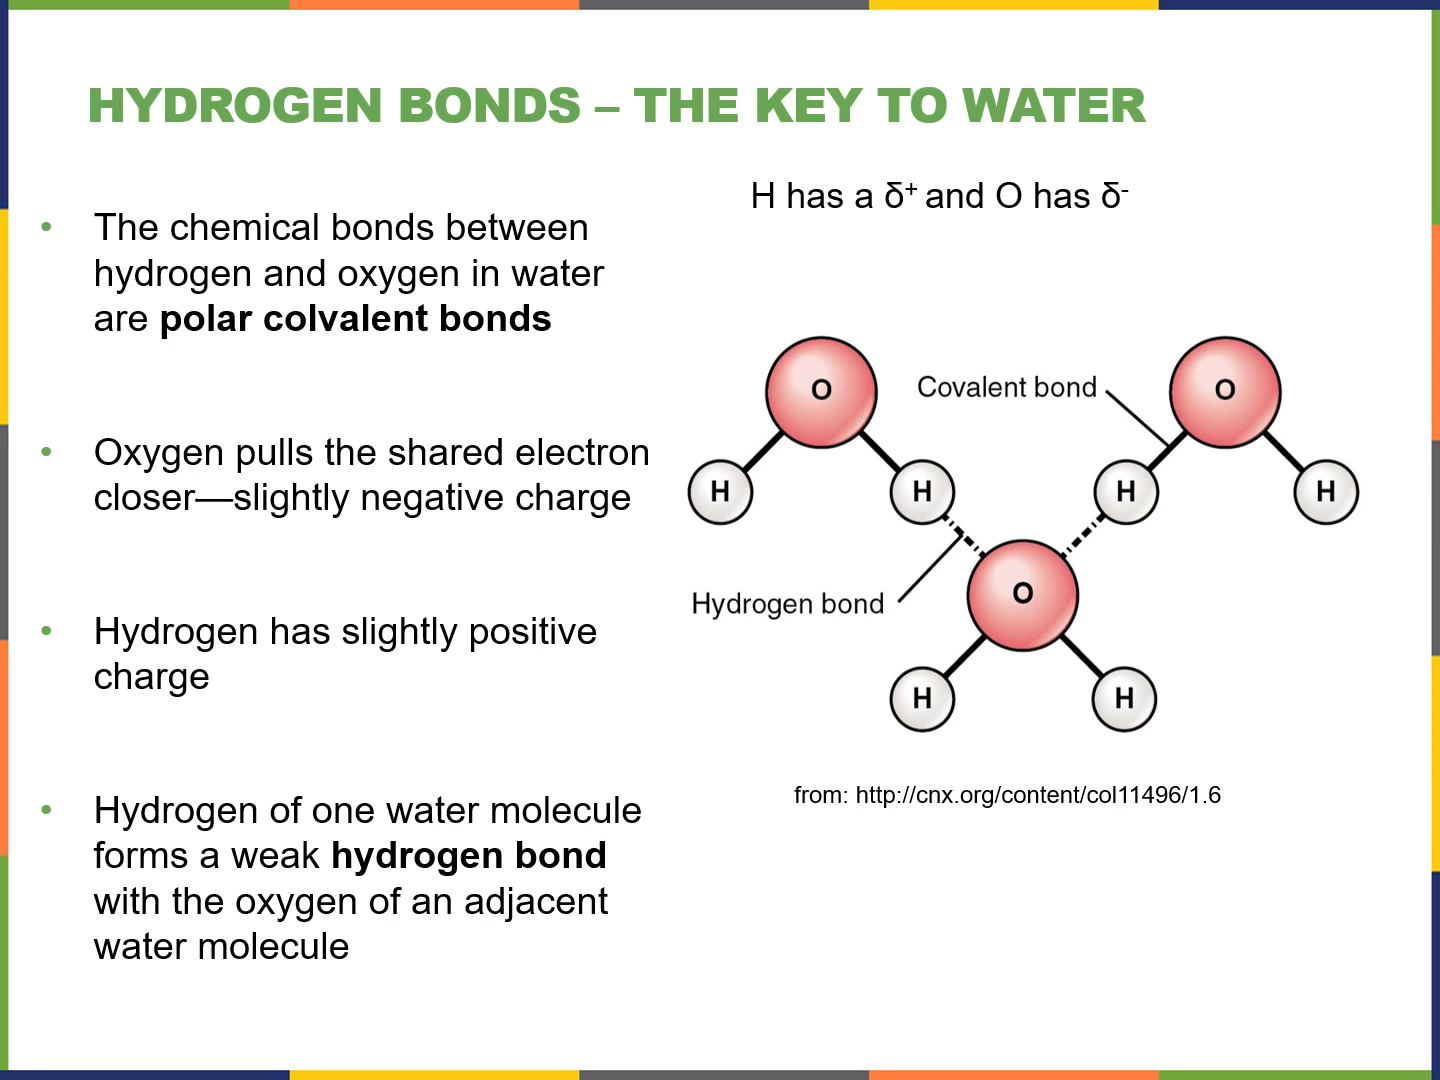 HYDROGEN BONDS – THE KEY TO WATER
• The chemical bonds between
hydrogen and oxygen in water
are polar colvalent bonds
• Oxygen pulls the shared electron
closer—slightly negative charge
• Hydrogen has slightly positive
charge
• Hydrogen of one water molecule
forms a weak hydrogen bond
with the oxygen of an adjacent
water molecule
H has a δ⁺ and O has δ⁻
O
Covalent bond
O
H
H
H
H
O
Hydrogen bond
H
H
from: http://cnx.org/content/col11496/1.6